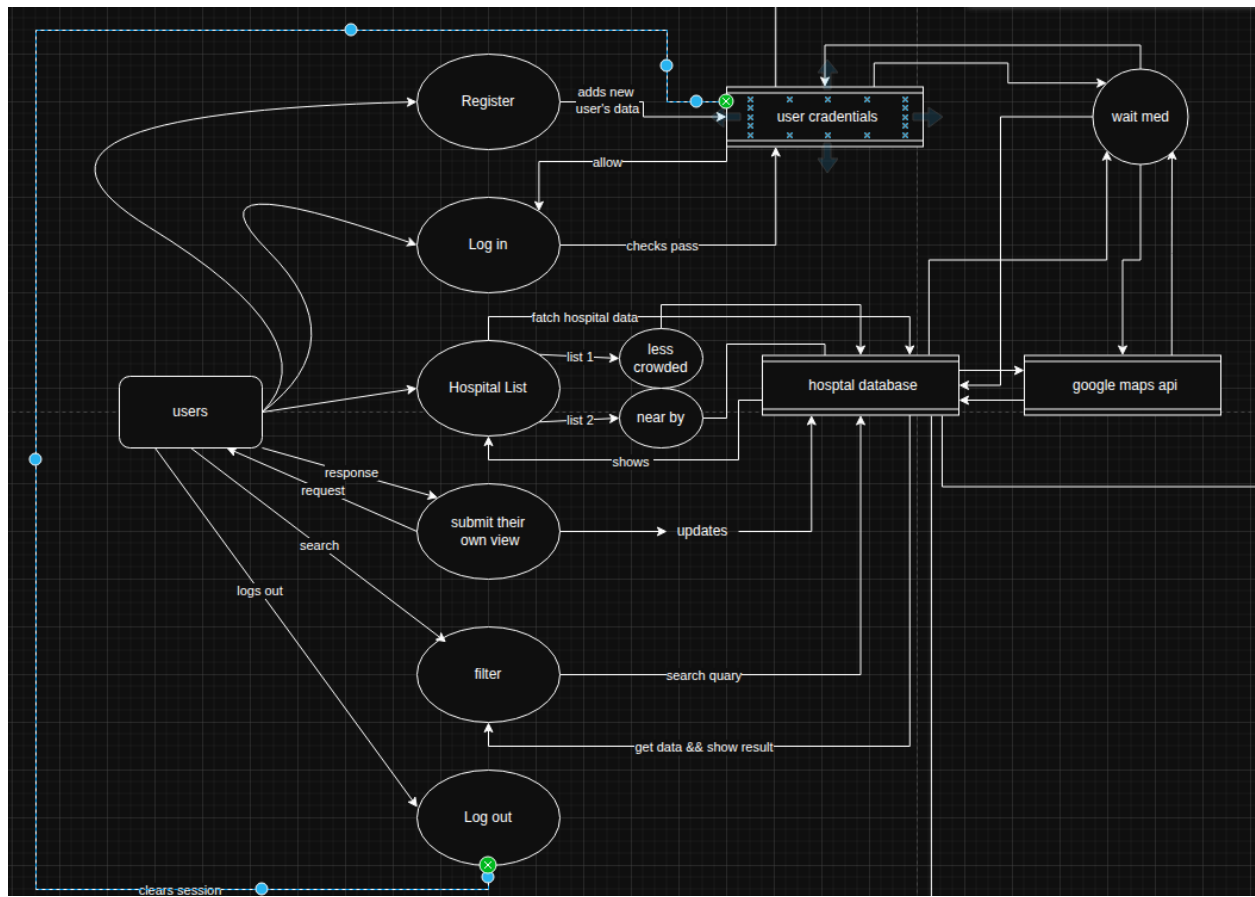 Register
adds new
user's data
user cradentials
wait med
allow
Log in
checks pass
fatch hospital data
list 1
less
crowded
Hospital List
hosptal database
google maps api
users
list 2
near by
shows
response
request
submit their
own view
updates
search
logs out
filter
search quary
get data && show result
Log out
clears session